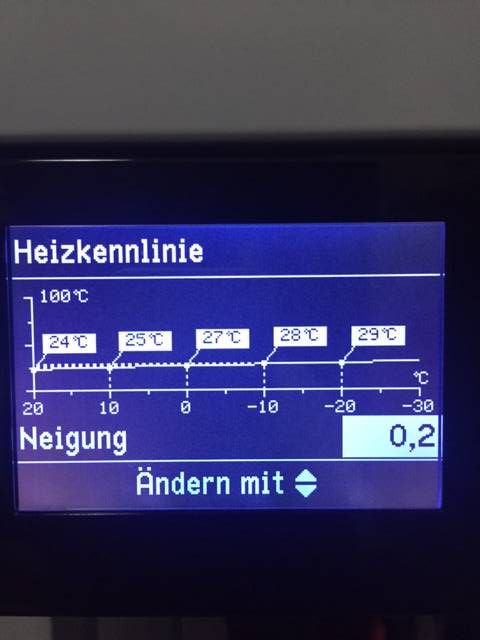 Heizkennlinie
100°C
24°C 25°C 27°C 28°C 29°C
°C
20 10 0 -10 -20 -30
Neigung 0,2
Ändern mit